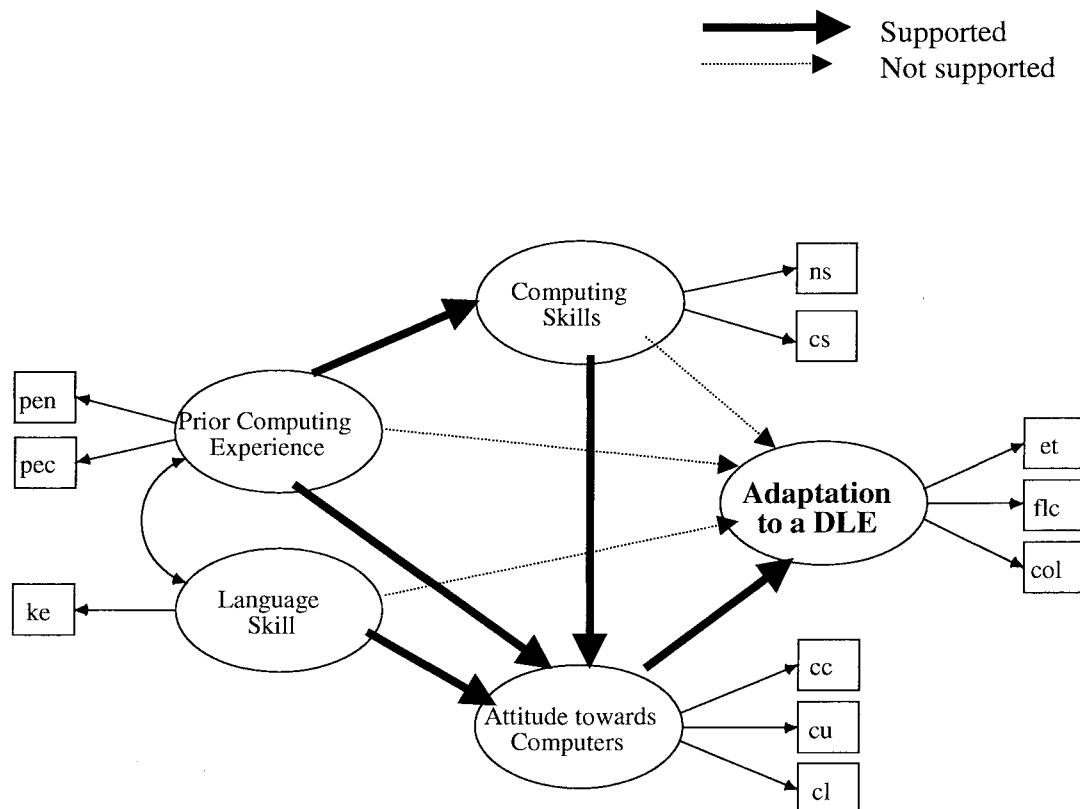 Supported
Not supported
Computing
Skills
ns
cs
pen
pec
Prior Computing
Experience
Adaptation
to a DLE
et
flc
col
ke
Language
Skill
Attitude towards
Computers
cc
cu
cl